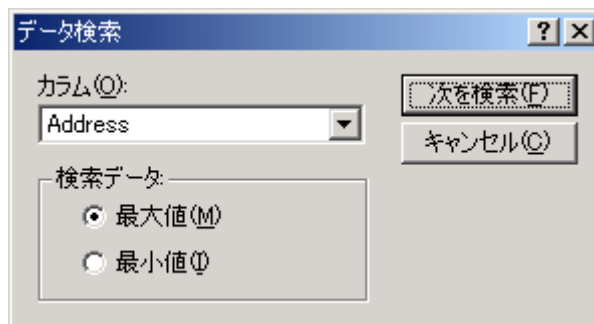 データ検索
カラム(O):
Address
次を検索(F)
キャンセル(C)
検索データ:
最大値(M)
最小値(I)